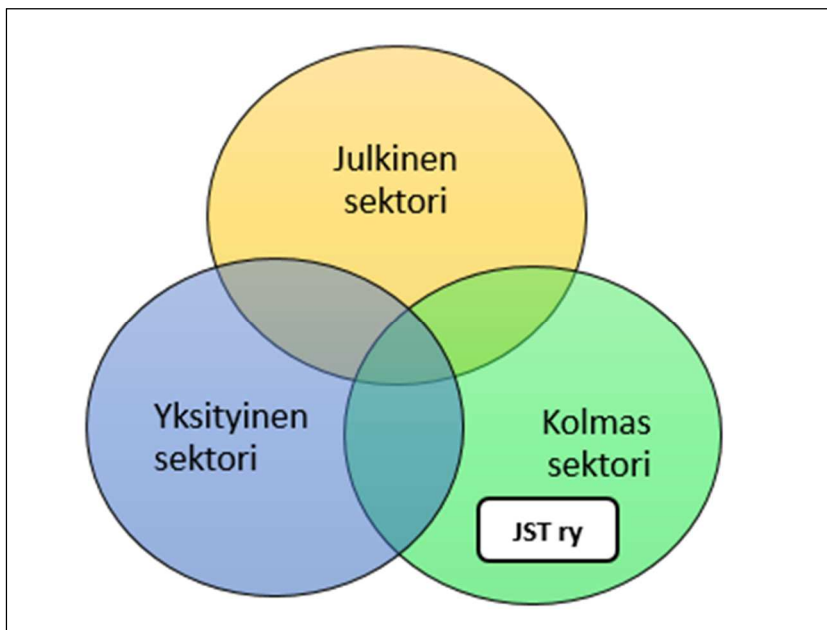 Julkinen
sektori
Yksityinen
sektori
Kolmas
sektori
JST ry